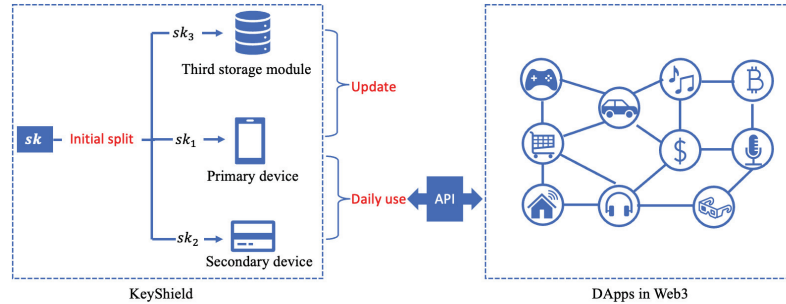 sk
Initial split
sk3
Third storage module
sk1
Primary device
sk2
Secondary device
Update
Daily use
API
$
KeyShield
DApps in Web3